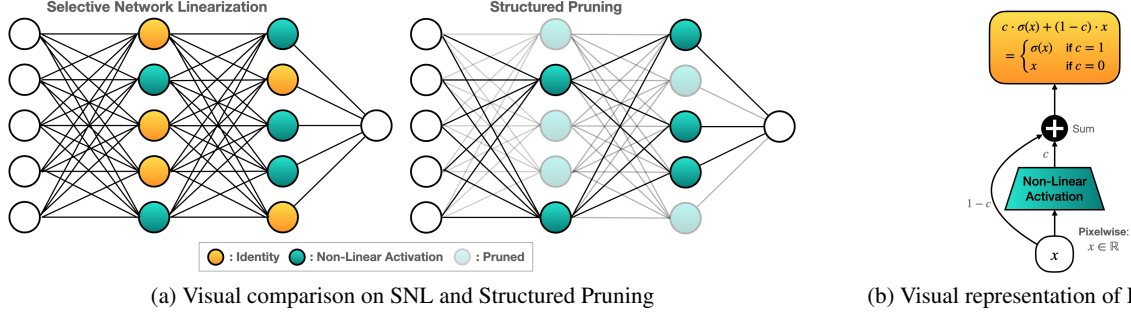 Selective Network Linearization
Structured Pruning
: Identity
: Non-Linear Activation
: Pruned
(a) Visual comparison on SNL and Structured Pruning
c · σ(x) + (1 − c) · x
= { σ(x) if c = 1
x if c = 0
Sum
c
Non-Linear
Activation
1 − c
Pixelwise:
x ∈ ℝ
x
(b) Visual representation of